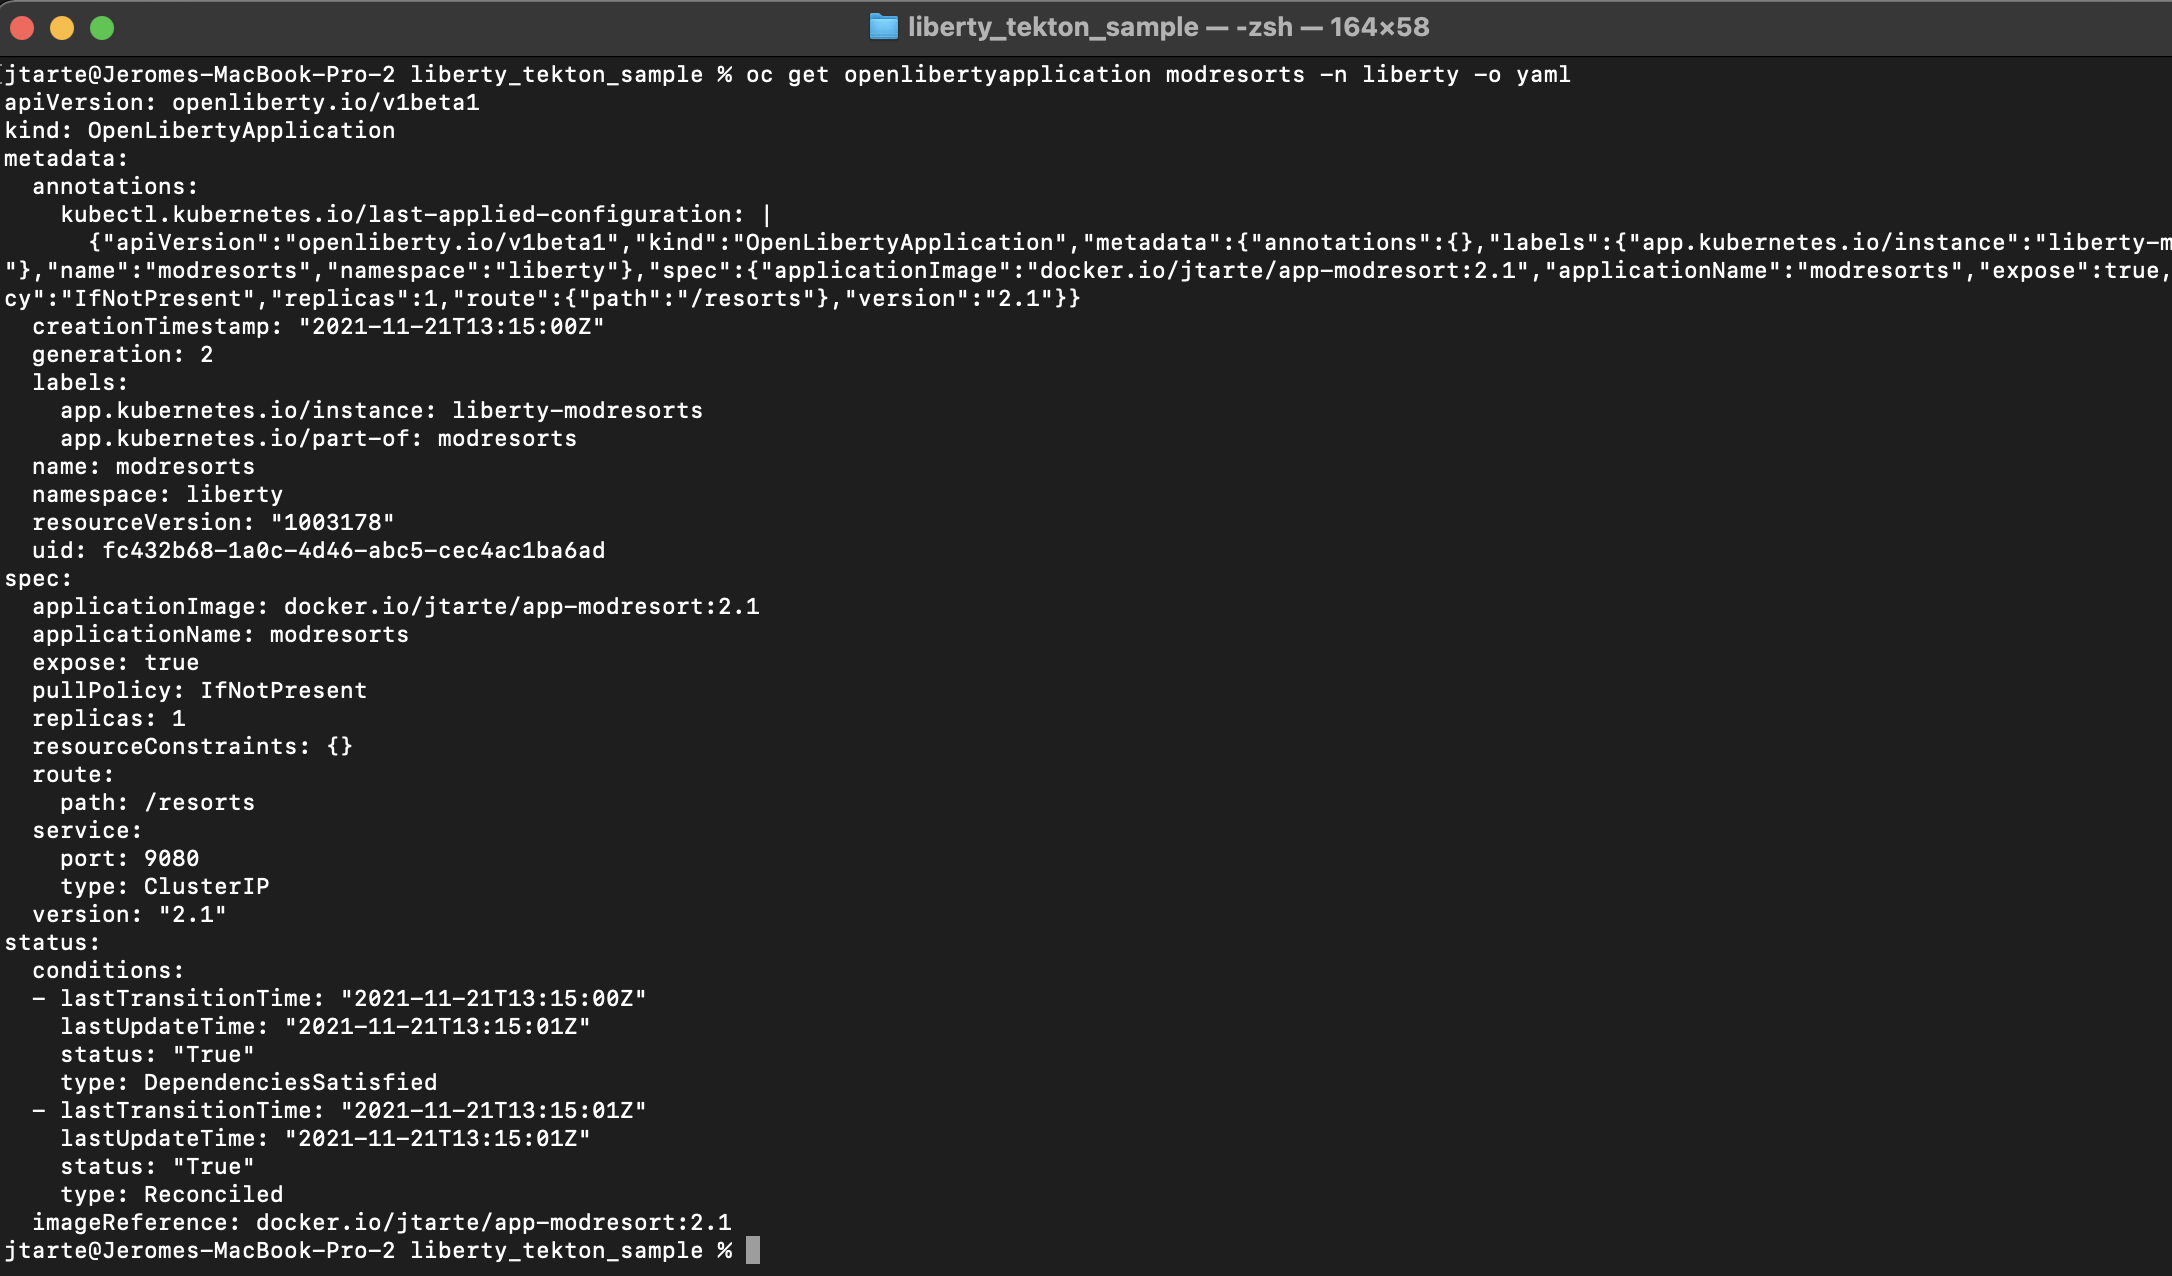 liberty_tekton_sample — -zsh — 164×58
jtarte@Jeromes-MacBook-Pro-2 liberty_tekton_sample % oc get openlibertyapplication modresorts -n liberty -o yaml
apiVersion: openliberty.io/v1beta1
kind: OpenLibertyApplication
metadata:
  annotations:
    kubectl.kubernetes.io/last-applied-configuration: |
      {"apiVersion":"openliberty.io/v1beta1","kind":"OpenLibertyApplication","metadata":{"annotations":{},"labels":{"app.kubernetes.io/instance":"liberty-m
"},"name":"modresorts","namespace":"liberty"},"spec":{"applicationImage":"docker.io/jtarte/app-modresort:2.1","applicationName":"modresorts","expose":true,
cy":"IfNotPresent","replicas":1,"route":{"path":"/resorts"},"version":"2.1"}}
  creationTimestamp: "2021-11-21T13:15:00Z"
  generation: 2
  labels:
    app.kubernetes.io/instance: liberty-modresorts
    app.kubernetes.io/part-of: modresorts
  name: modresorts
  namespace: liberty
  resourceVersion: "1003178"
  uid: fc432b68-1a0c-4d46-abc5-cec4ac1ba6ad
spec:
  applicationImage: docker.io/jtarte/app-modresort:2.1
  applicationName: modresorts
  expose: true
  pullPolicy: IfNotPresent
  replicas: 1
  resourceConstraints: {}
  route:
    path: /resorts
  service:
    port: 9080
    type: ClusterIP
  version: "2.1"
status:
  conditions:
  - lastTransitionTime: "2021-11-21T13:15:00Z"
    lastUpdateTime: "2021-11-21T13:15:01Z"
    status: "True"
    type: DependenciesSatisfied
  - lastTransitionTime: "2021-11-21T13:15:01Z"
    lastUpdateTime: "2021-11-21T13:15:01Z"
    status: "True"
    type: Reconciled
  imageReference: docker.io/jtarte/app-modresort:2.1
jtarte@Jeromes-MacBook-Pro-2 liberty_tekton_sample %